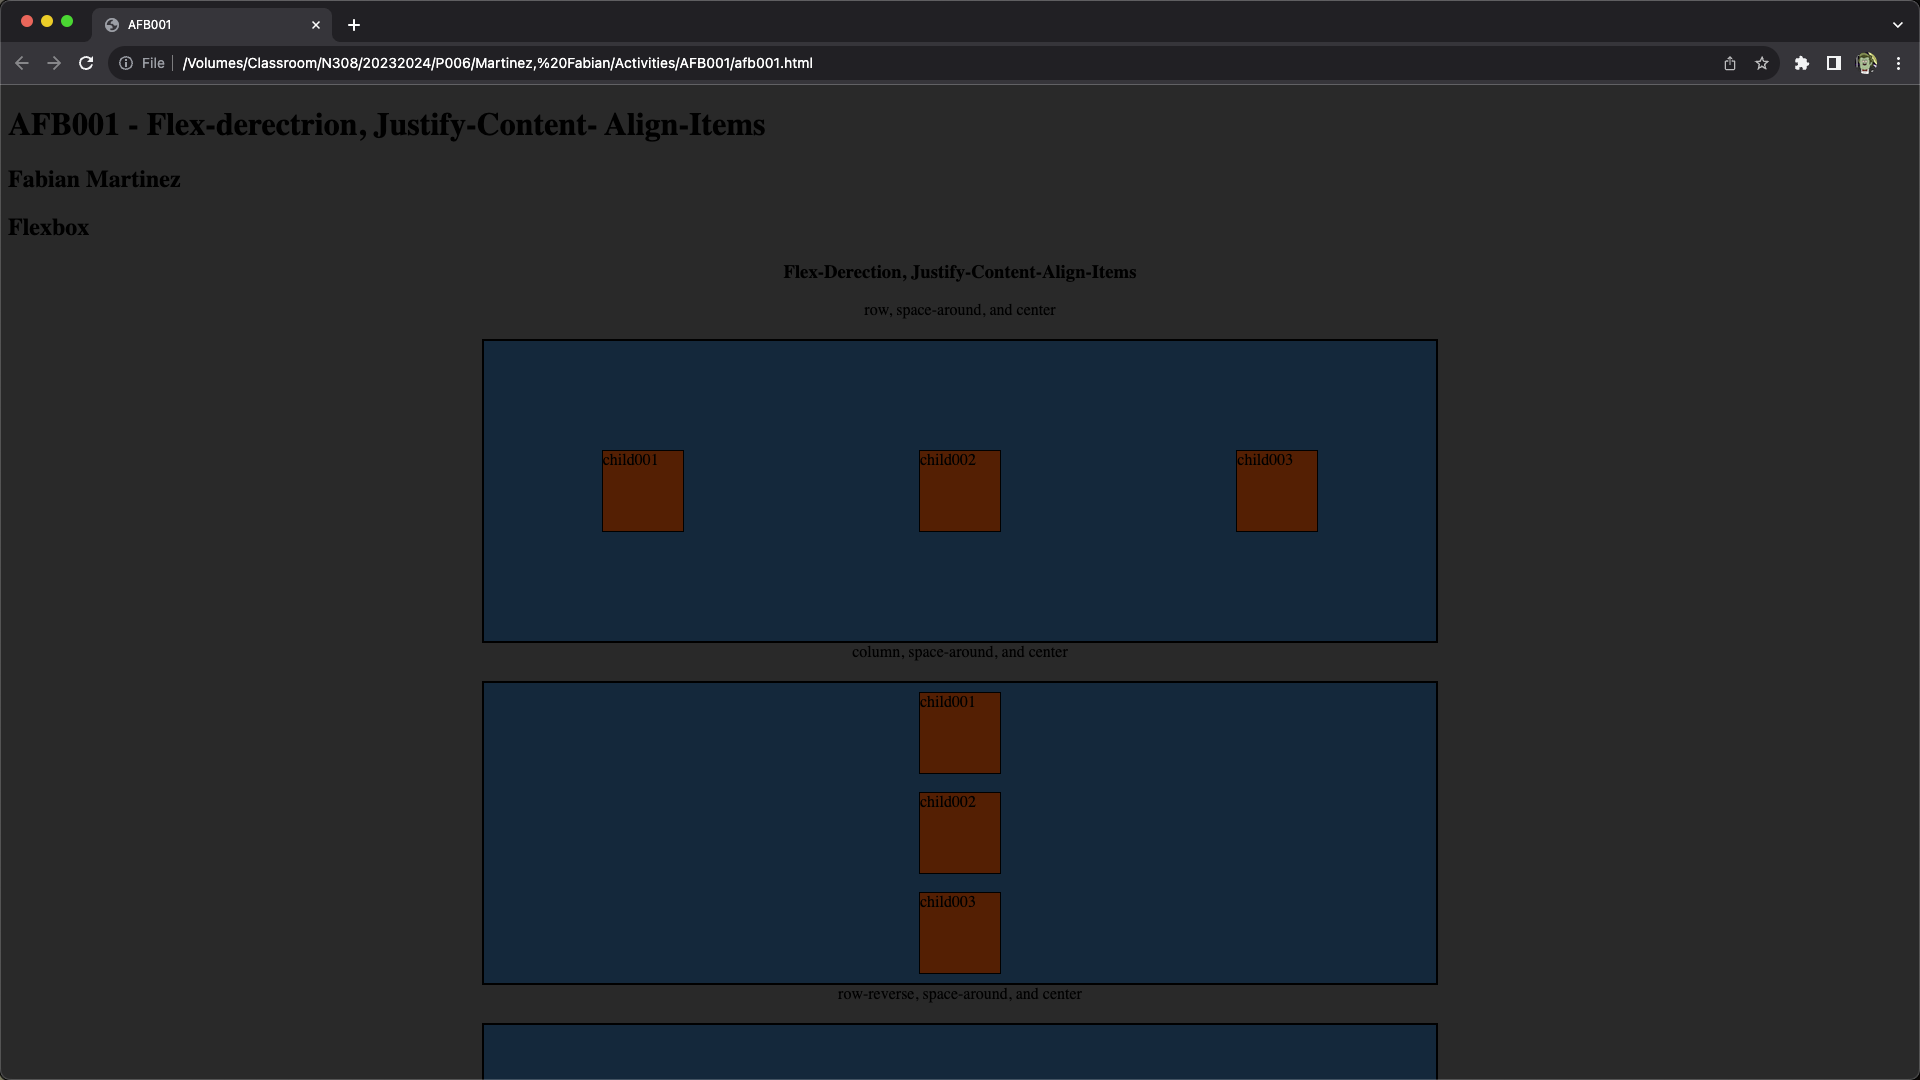 AFB001
File
/Volumes/Classroom/N308/20232024/P006/Martinez,%20Fabian/Activities/AFB001/afb001.html
AFB001 - Flex-derectrion, Justify-Content- Align-Items
Fabian Martinez
Flexbox
Flex-Derection, Justify-Content-Align-Items
row, space-around, and center
child001
child002
child003
column, space-around, and center
child001
child002
child003
row-reverse, space-around, and center